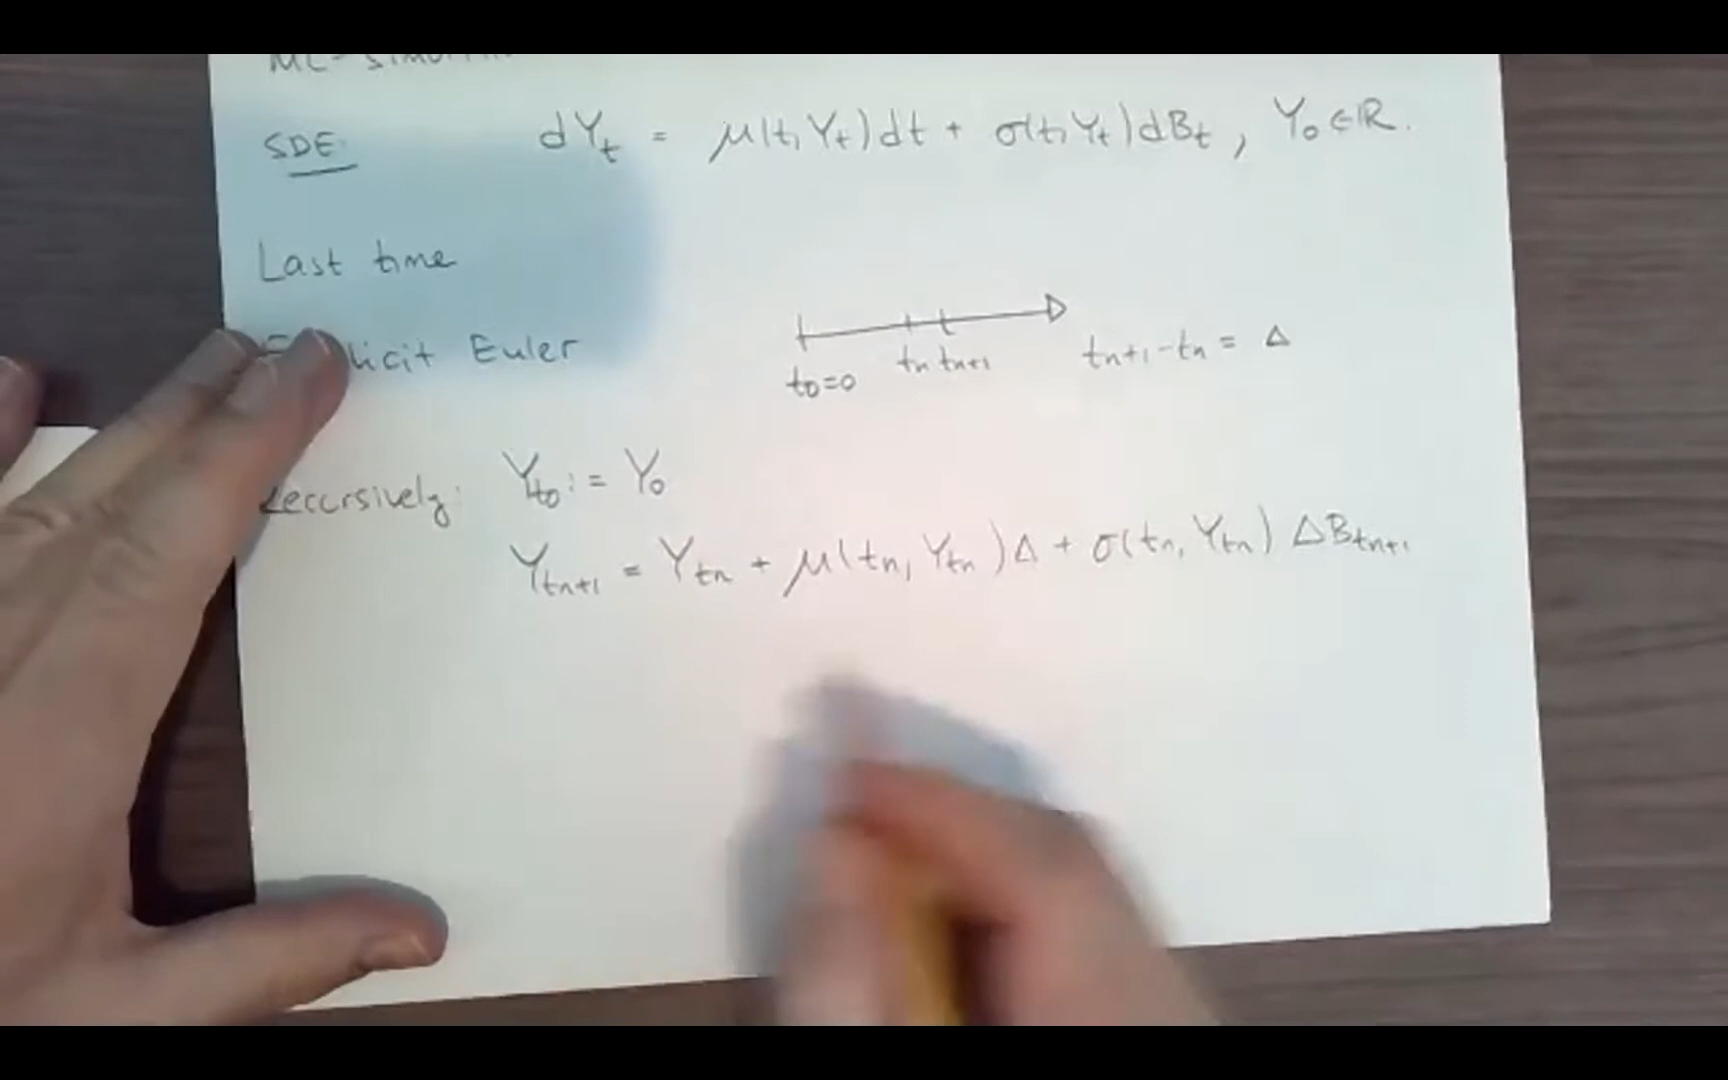 SDE: dY_t = μ(t, Y_t)dt + σ(t, Y_t)dB_t , Y_0 ∈ ℝ.
Last time
Euler
t_0=0 t_n t_{n+1} t_{n+1}-t_n = Δ
Y_{t_0} := Y_0
Y_{t_{n+1}} = Y_{t_n} + μ(t_n, Y_{t_n})Δ + σ(t_n, Y_{t_n}) ΔB_{t_{n+1}}